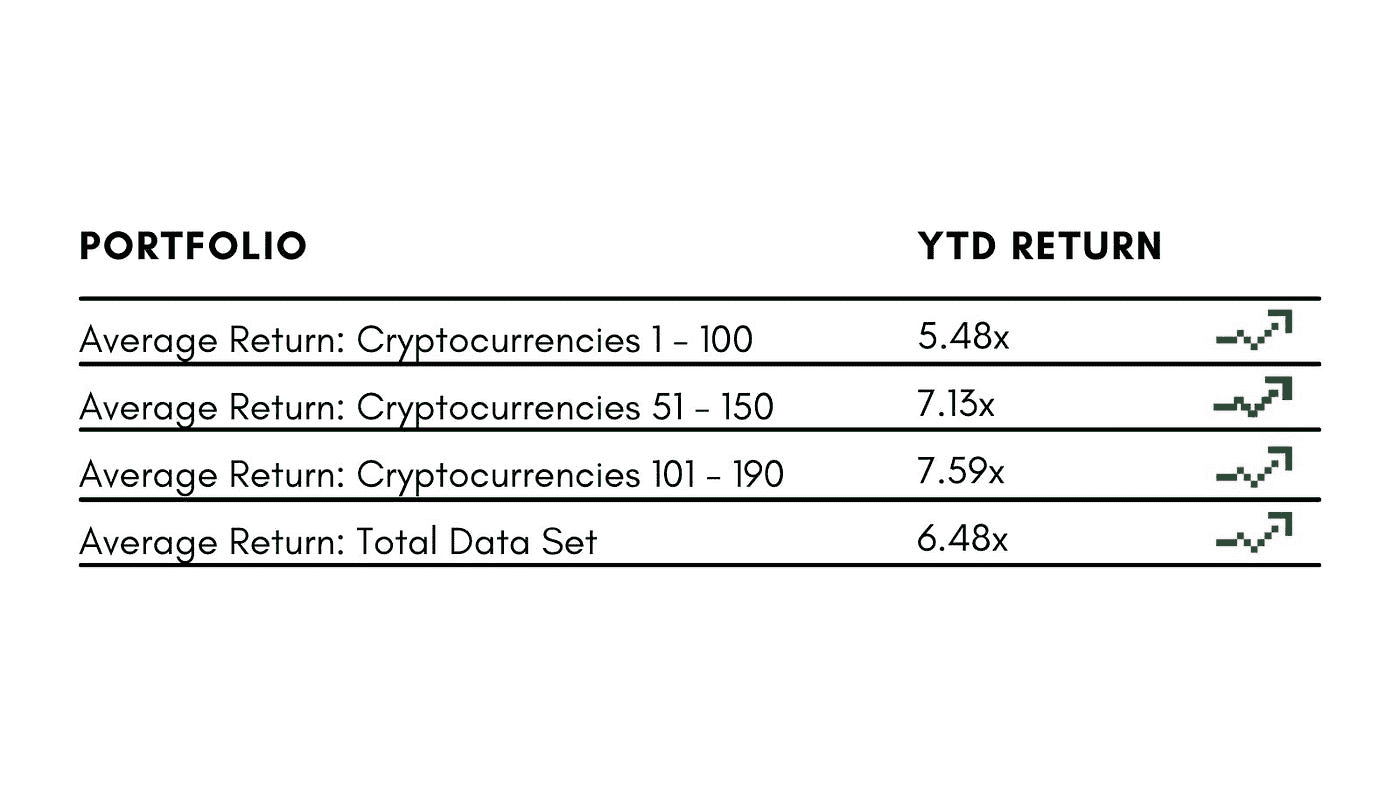 PORTFOLIO YTD RETURN
Average Return: Cryptocurrencies 1 - 100 5.48x
Average Return: Cryptocurrencies 51 - 150 7.13x
Average Return: Cryptocurrencies 101 - 190 7.59x
Average Return: Total Data Set 6.48x